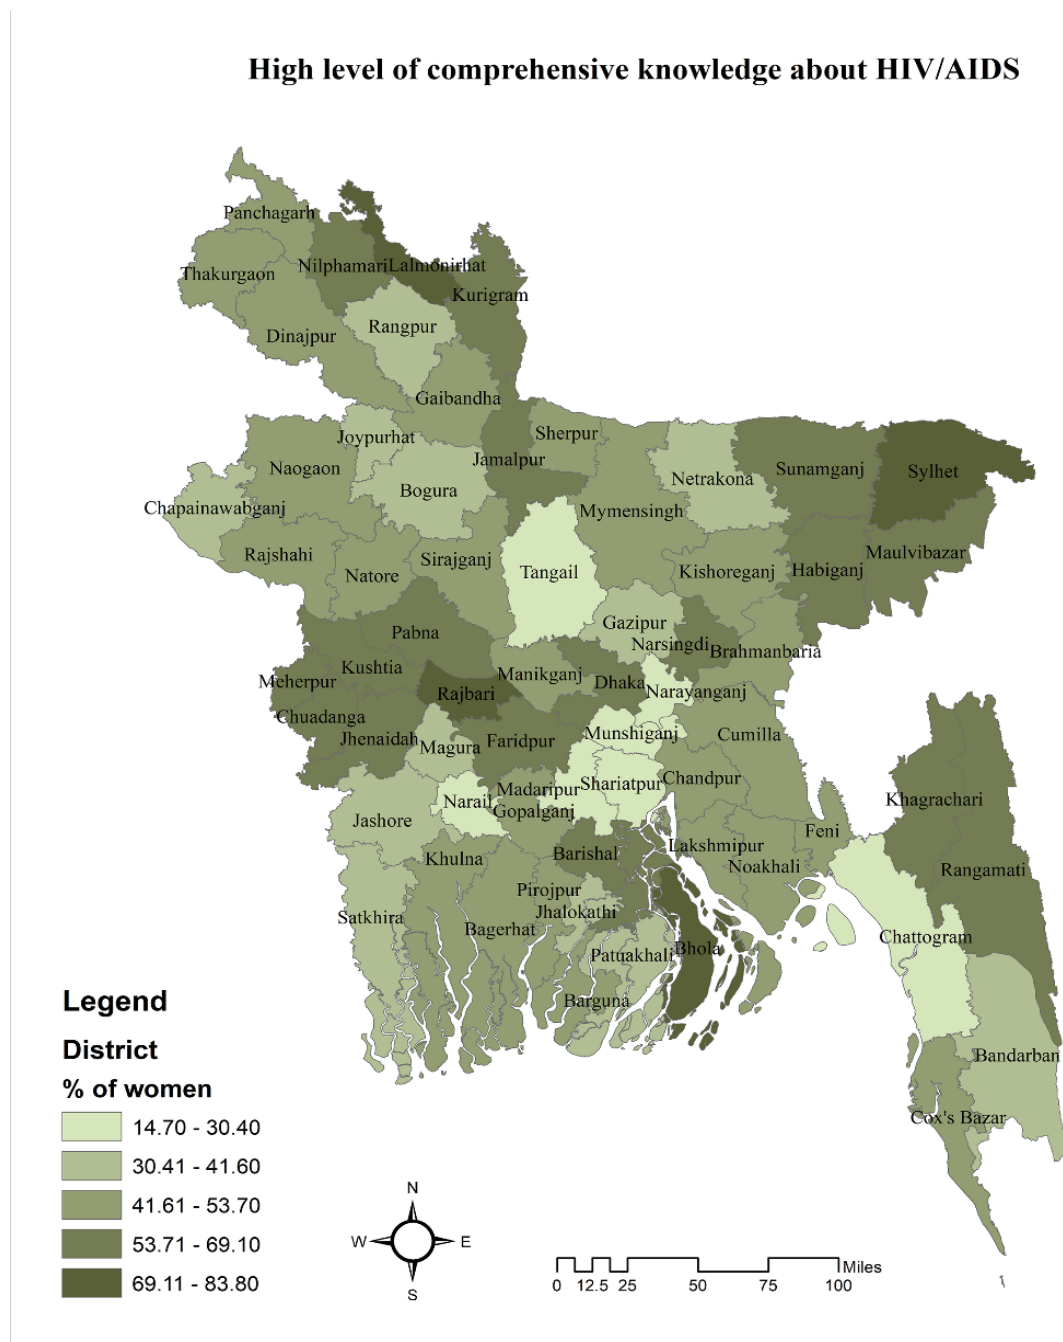 High level of comprehensive knowledge about HIV/AIDS
Panchagarh
Thakurgaon
Nilphamari
Lalmonirhat
Kurigram
Dinajpur
Rangpur
Gaibandha
Joypurhat
Sherpur
Jamalpur
Naogaon
Bogura
Netrakona
Sunamganj
Sylhet
Chapainawabganj
Mymensingh
Rajshahi
Natore
Sirajganj
Tangail
Kishoreganj
Habiganj
Maulvibazar
Gazipur
Pabna
Narsingdi
Brahmanbaria
Kushtia
Meherpur
Manikganj
Dhaka
Rajbari
Narayanganj
Chuadanga
Jhenaidah
Magura
Faridpur
Munshiganj
Cumilla
Madaripur
Shariatpur
Chandpur
Narail
Gopalganj
Khagrachari
Jashore
Feni
Khulna
Barishal
Lakshmipur
Noakhali
Rangamati
Pirojpur
Jhalokathi
Satkhira
Bagerhat
Chattogram
Patuakhali
Bhola
Barguna
Bandarban
Cox's Bazar
Legend
District
% of women
14.70 - 30.40
30.41 - 41.60
41.61 - 53.70
53.71 - 69.10
69.11 - 83.80
N
W
E
S
Miles
0 12.5 25 50 75 100